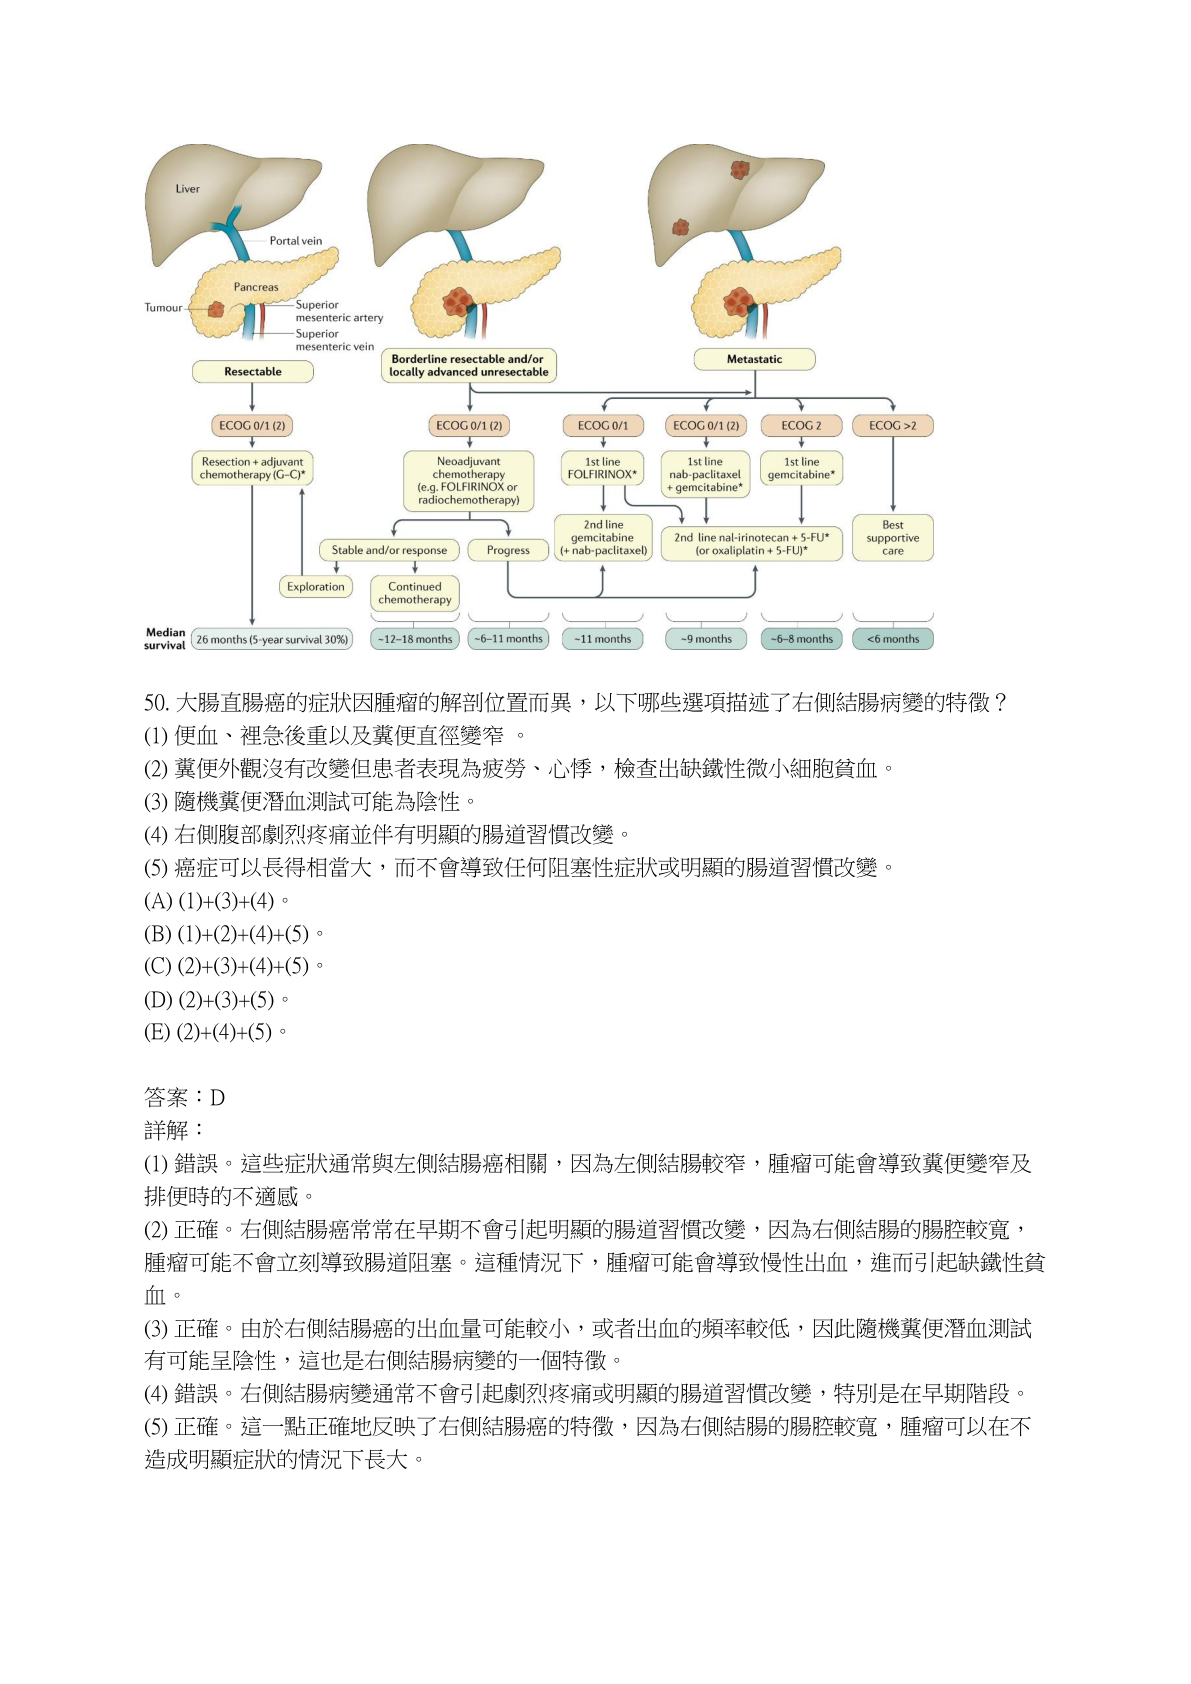 Liver
Portal vein
Pancreas
Tumour
Superior
mesenteric artery
Superior
mesenteric vein
Resectable
Borderline resectable and/or
locally advanced unresectable
Metastatic
ECOG 0/1 (2)
ECOG 0/1 (2)
ECOG 0/1
ECOG 0/1 (2)
ECOG 2
ECOG >2
Resection + adjuvant
chemotherapy (G–C)*
Neoadjuvant
chemotherapy
(e.g. FOLFIRINOX or
radiochemotherapy)
1st line
FOLFIRINOX*
1st line
nab-paclitaxel
+ gemcitabine*
1st line
gemcitabine*
2nd line
gemcitabine
(+ nab-paclitaxel)
2nd line nal-irinotecan + 5-FU*
(or oxaliplatin + 5-FU)*
Best
supportive
care
Stable and/or response
Progress
Exploration
Continued
chemotherapy
Median
survival
26 months (5-year survival 30%)
~12–18 months
~6–11 months
~11 months
~9 months
~6–8 months
<6 months
50. 大腸直腸癌的症狀因腫瘤的解剖位置而異，以下哪些選項描述了右側結腸病變的特徵？
(1) 便血、裡急後重以及糞便直徑變窄 。
(2) 糞便外觀沒有改變但患者表現為疲勞、心悸，檢查出缺鐵性微小細胞貧血。
(3) 隨機糞便潛血測試可能為陰性。
(4) 右側腹部劇烈疼痛並伴有明顯的腸道習慣改變。
(5) 癌症可以長得相當大，而不會導致任何阻塞性症狀或明顯的腸道習慣改變。
(A) (1)+(3)+(4)。
(B) (1)+(2)+(4)+(5)。
(C) (2)+(3)+(4)+(5)。
(D) (2)+(3)+(5)。
(E) (2)+(4)+(5)。
答案：D
詳解：
(1) 錯誤。這些症狀通常與左側結腸癌相關，因為左側結腸較窄，腫瘤可能會導致糞便變窄及
排便時的不適感。
(2) 正確。右側結腸癌常常在早期不會引起明顯的腸道習慣改變，因為右側結腸的腸腔較寬，
腫瘤可能不會立刻導致腸道阻塞。這種情況下，腫瘤可能會導致慢性出血，進而引起缺鐵性貧
血。
(3) 正確。由於右側結腸癌的出血量可能較小，或者出血的頻率較低，因此隨機糞便潛血測試
有可能呈陰性，這也是右側結腸病變的一個特徵。
(4) 錯誤。右側結腸病變通常不會引起劇烈疼痛或明顯的腸道習慣改變，特別是在早期階段。
(5) 正確。這一點正確地反映了右側結腸癌的特徵，因為右側結腸的腸腔較寬，腫瘤可以在不
造成明顯症狀的情況下長大。